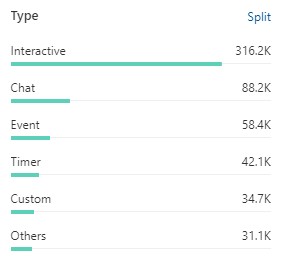 Type Split
Interactive 316.2K
Chat 88.2K
Event 58.4K
Timer 42.1K
Custom 34.7K
Others 31.1K